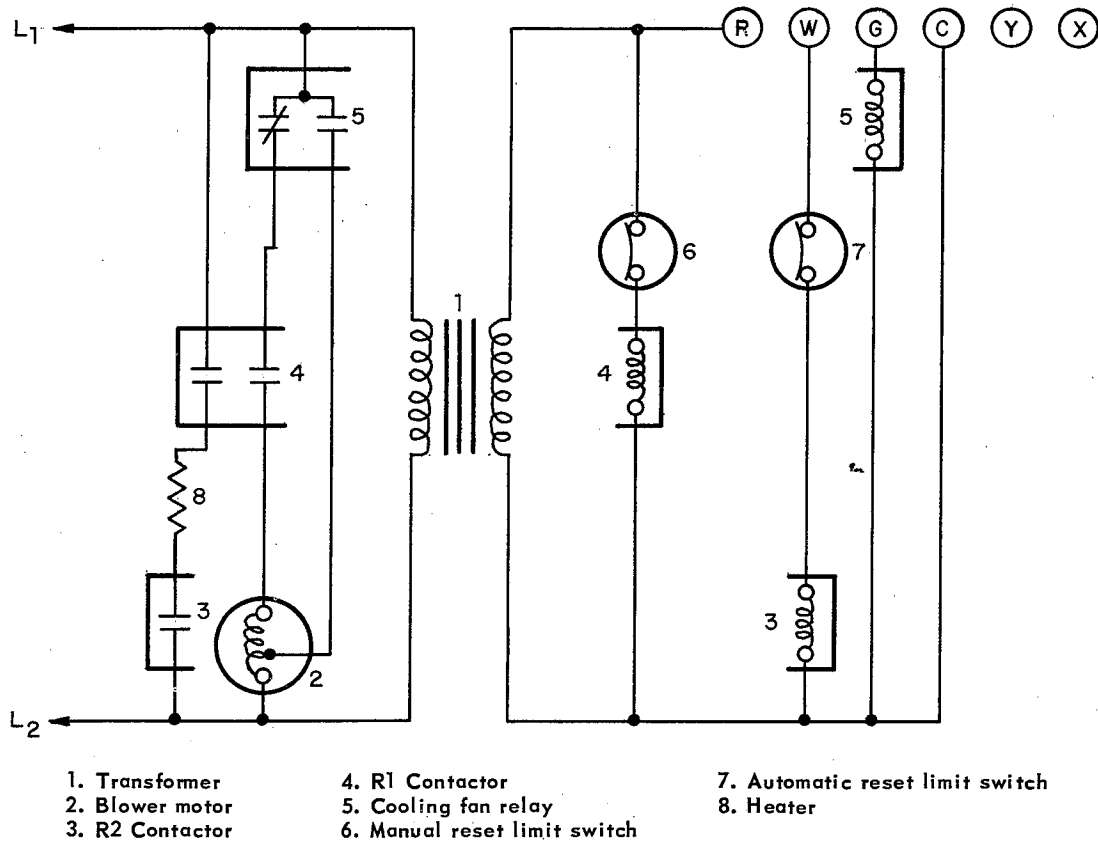 L1
R W G C Y X
5
5
6
7
1
4
4
8
3
3
2
L2
1. Transformer
2. Blower motor
3. R2 Contactor
4. R1 Contactor
5. Cooling fan relay
6. Manual reset limit switch
7. Automatic reset limit switch
8. Heater